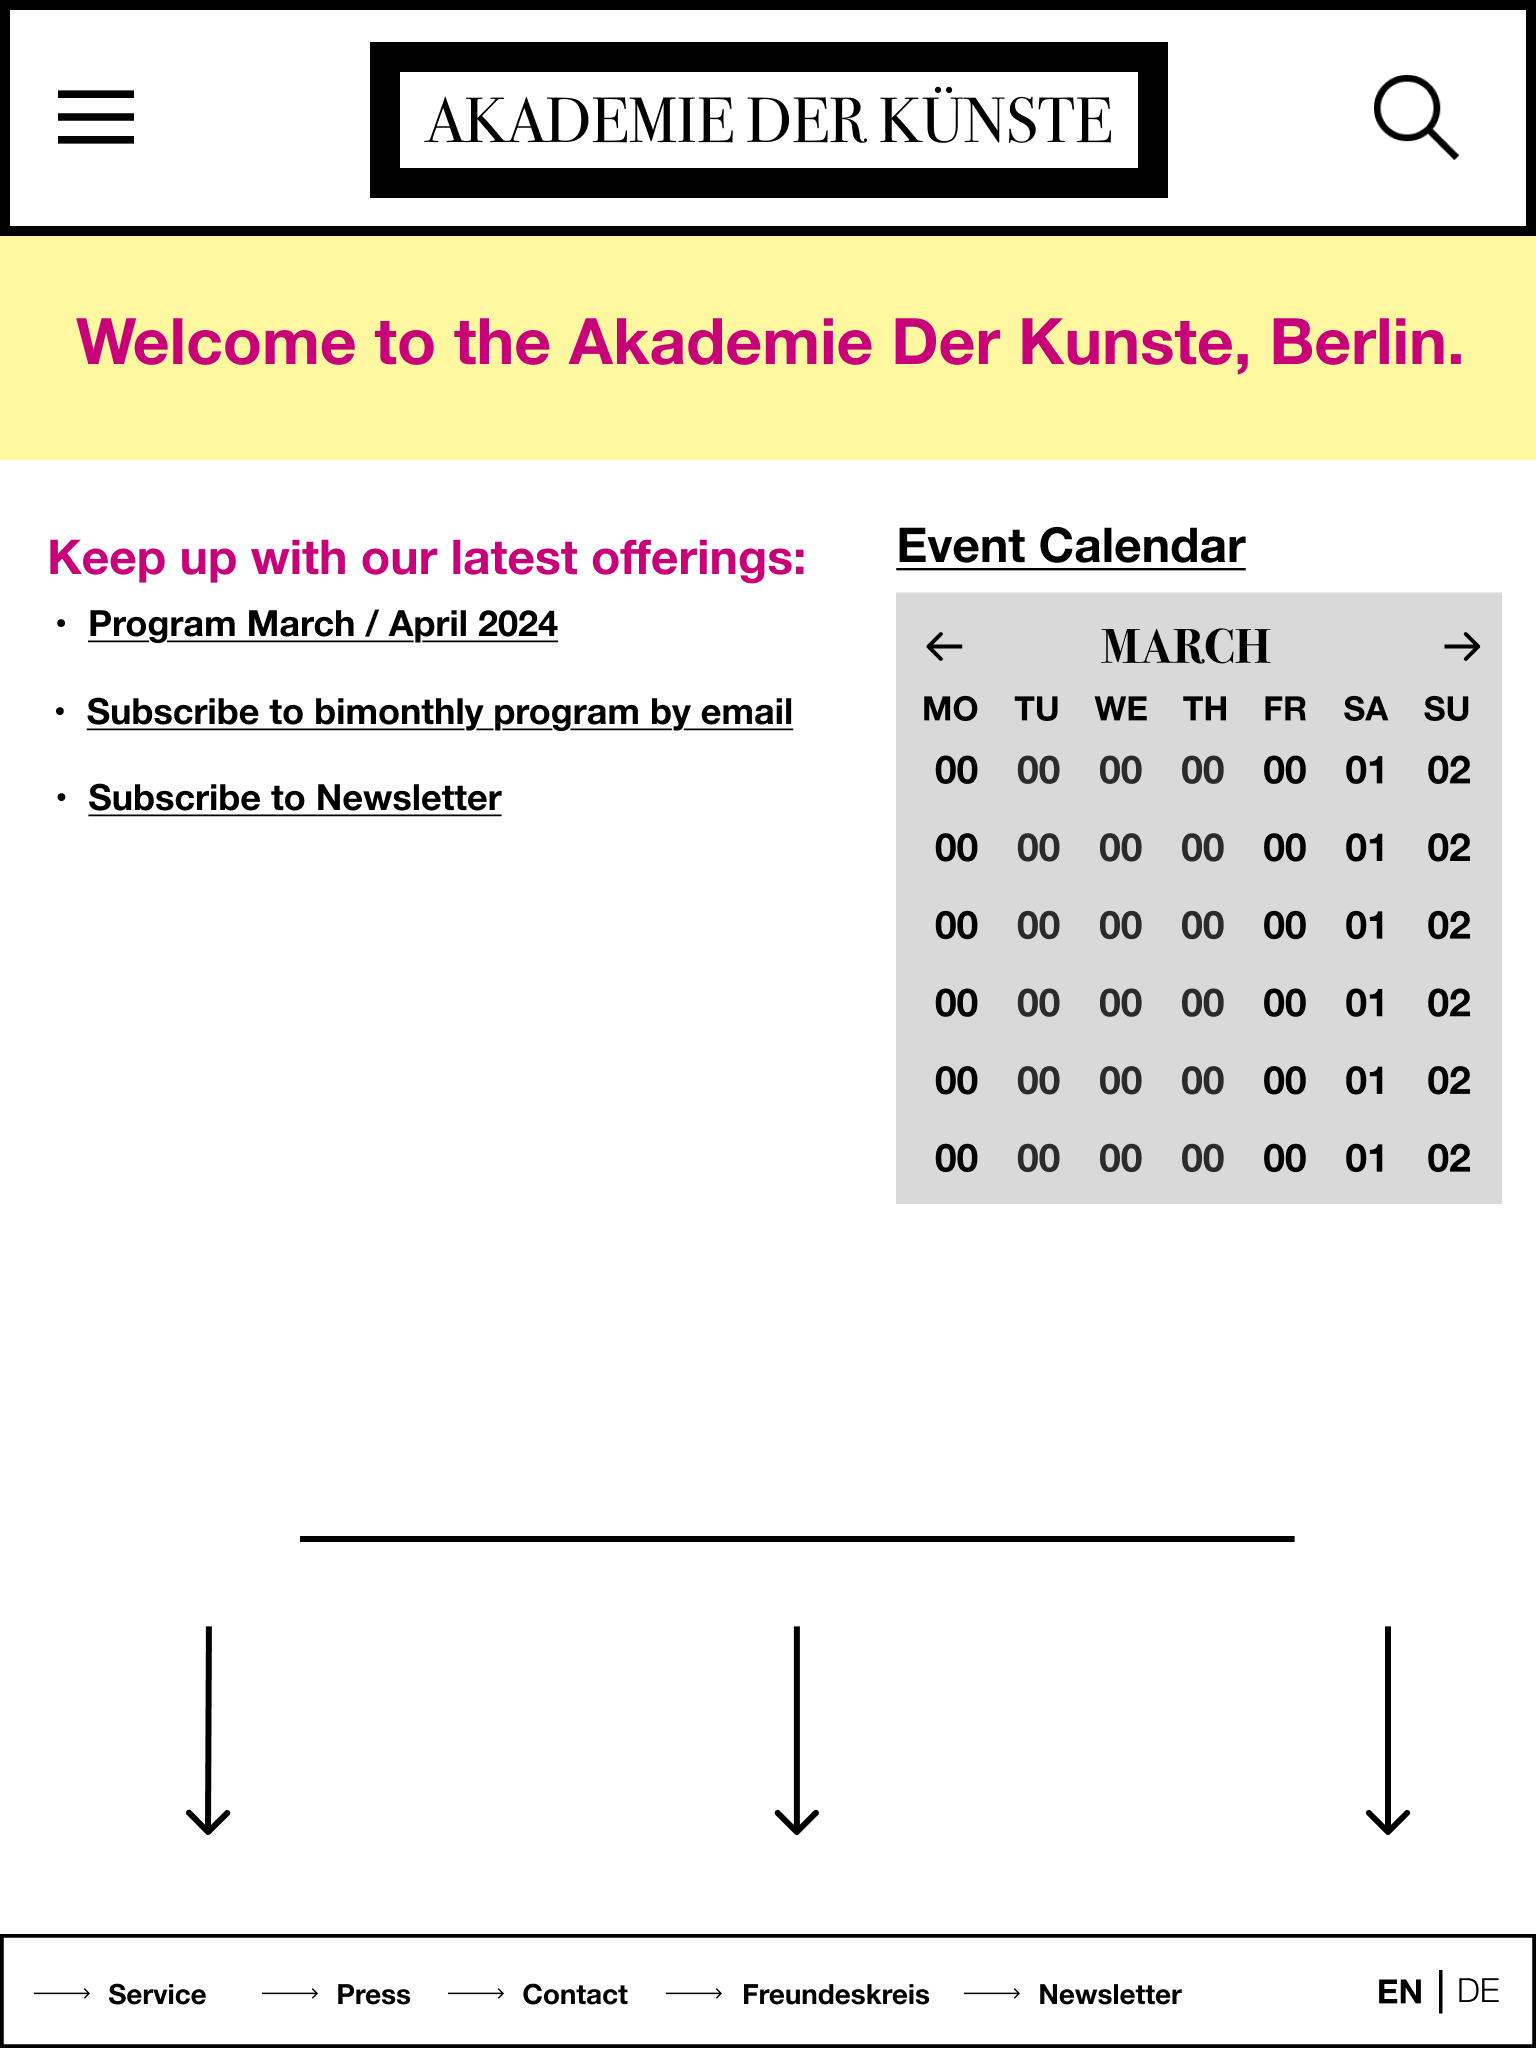 AKADEMIE DER KÜNSTE
Welcome to the Akademie Der Kunste, Berlin.
Keep up with our latest offerings:
• Program March / April 2024
• Subscribe to bimonthly program by email
• Subscribe to Newsletter
Event Calendar
← MARCH →
MO TU WE TH FR SA SU
00 00 00 00 00 01 02
00 00 00 00 00 01 02
00 00 00 00 00 01 02
00 00 00 00 00 01 02
00 00 00 00 00 01 02
00 00 00 00 00 01 02
Service Press Contact Freundeskreis Newsletter EN | DE